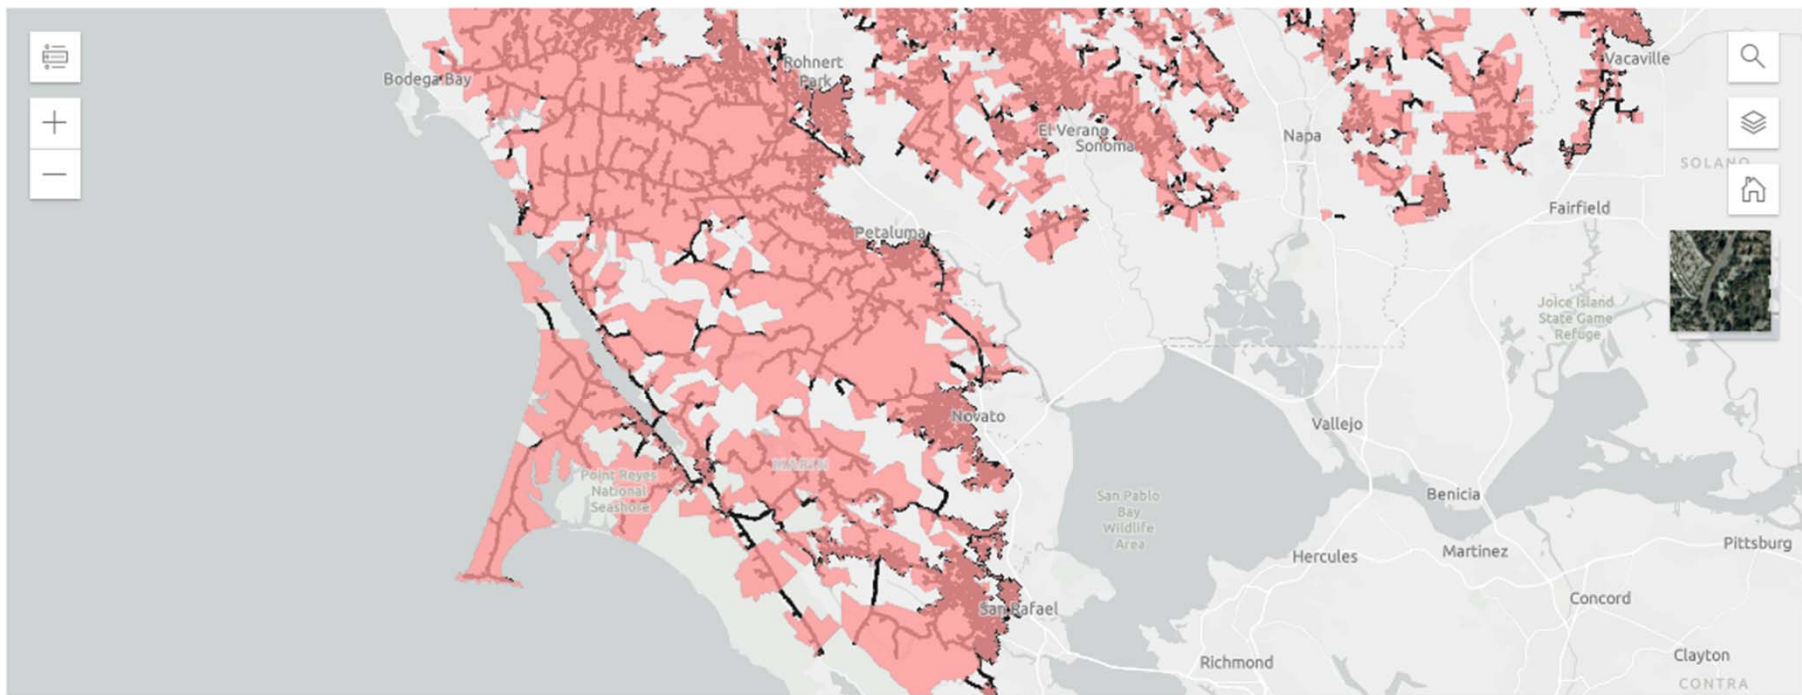 Bodega Bay
Rohnert
Park
Vacaville
El Verano
Sonoma
Napa
SOLANO
Fairfield
Petaluma
Joice Island
State Game
Refuge
Novato
Vallejo
MARIN
Point Reyes
National
Seashore
San Pablo
Bay
Wildlife
Area
Benicia
Hercules
Martinez
Pittsburg
San Rafael
Concord
Richmond
Clayton
CONTRA